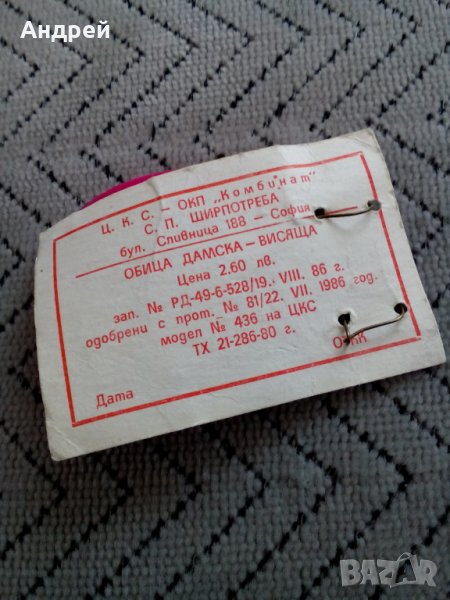 Андрей
Ц. К. С. – ОКП „Комбинат"
С. П. ШИРПОТРЕБА
бул. Сливница 188 – София
ОБИЦА ДАМСКА – ВИСЯЩА
Цена 2.60 лв.
зап. № РД-49-6-528/19. VIII. 86 г.
одобрени с прот. № 81/22. VII. 1986 год.
модел № 436 на ЦКС
ТХ 21-286-80 г.
Дата
BAZAR